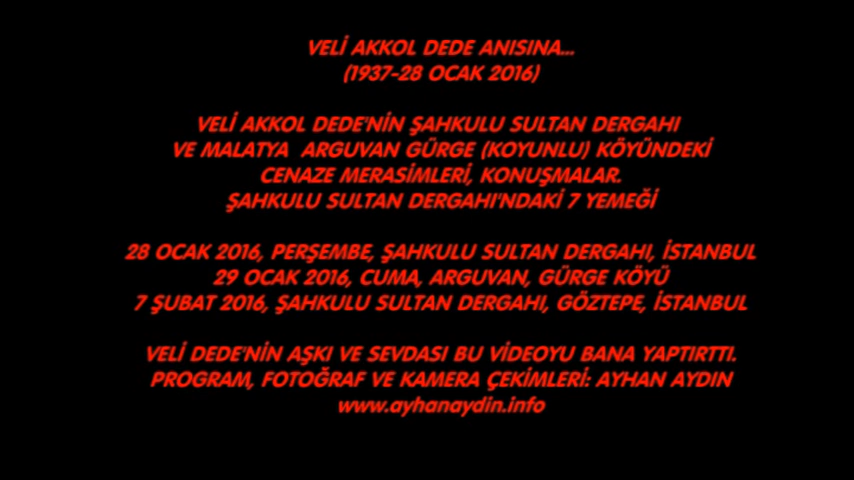 VELİ AKKOL DEDE ANISINA...
(1937-28 OCAK 2016)
VELİ AKKOL DEDE'NİN ŞAHKULU SULTAN DERGAHI
VE MALATYA ARGUVAN GÜRGE (KOYUNLU) KÖYÜNDEKİ
CENAZE MERASİMLERİ, KONUŞMALAR.
ŞAHKULU SULTAN DERGAHI'NDAKİ 7 YEMEĞİ
28 OCAK 2016, PERŞEMBE, ŞAHKULU SULTAN DERGAHI, İSTANBUL
29 OCAK 2016, CUMA, ARGUVAN, GÜRGE KÖYÜ
7 ŞUBAT 2016, ŞAHKULU SULTAN DERGAHI, GÖZTEPE, İSTANBUL
VELİ DEDE'NİN AŞKI VE SEVDASI BU VİDEOYU BANA YAPTIRTTI.
PROGRAM, FOTOĞRAF VE KAMERA ÇEKİMLERİ: AYHAN AYDIN
www.ayhanaydin.info